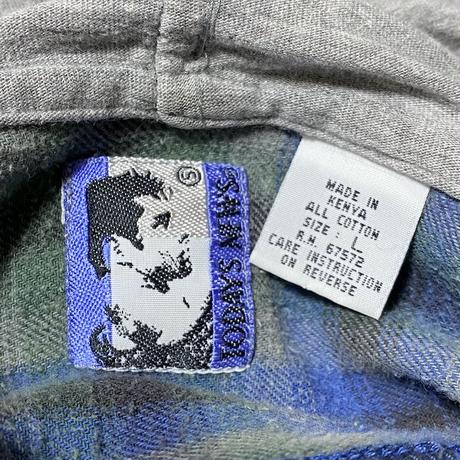 TODAY'S NEWS
MADE IN
KENYA
ALL COTTON
SIZE : L
R.N. 67572
CARE INSTRUCTION
ON REVERSE